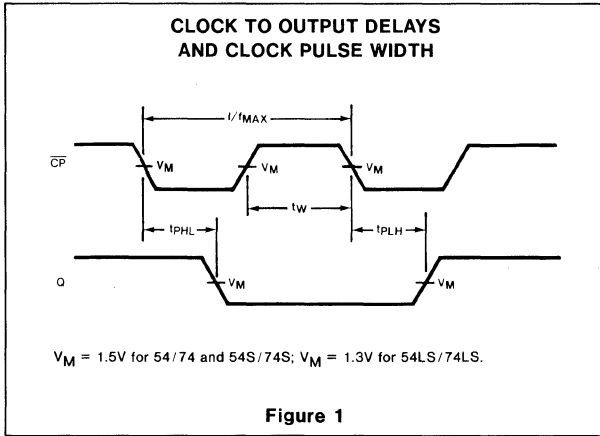 CLOCK TO OUTPUT DELAYS
AND CLOCK PULSE WIDTH
1/fMAX
CP
VM
VM
VM
tW
tPHL
tPLH
Q
VM
VM
VM = 1.5V for 54/74 and 54S/74S; VM = 1.3V for 54LS/74LS.
Figure 1